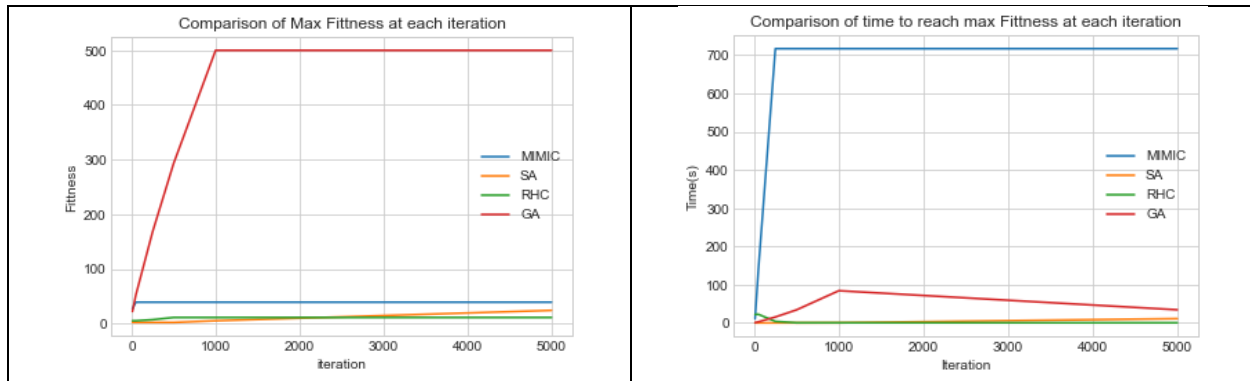 Comparison of Max Fittness at each iteration
500
400
300
200
100
0
Fittness
0 1000 2000 3000 4000 5000
iteration
MIMIC
SA
RHC
GA
Comparison of time to reach max Fittness at each iteration
700
600
500
400
300
200
100
0
Time(s)
0 1000 2000 3000 4000 5000
Iteration
MIMIC
SA
RHC
GA